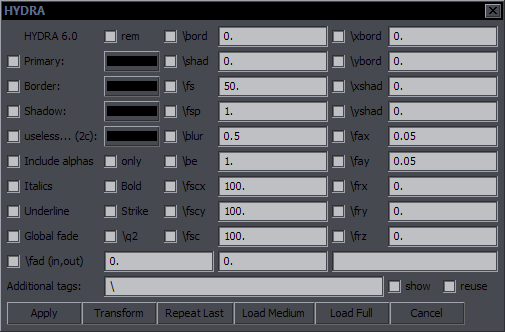 HYDRA
HYDRA 6.0 rem \bord 0. \xbord 0.
Primary: \shad 0. \ybord 0.
Border: \fs 50. \xshad 0.
Shadow: \fsp 1. \yshad 0.
useless... (2c): \blur 0.5 \fax 0.05
Include alphas only \be 1. \fay 0.05
Italics Bold \fscx 100. \frx 0.
Underline Strike \fscy 100. \fry 0.
Global fade \q2 \fsc 100. \frz 0.
\fad (in,out) 0. 0.
Additional tags: \ show reuse
Apply Transform Repeat Last Load Medium Load Full Cancel